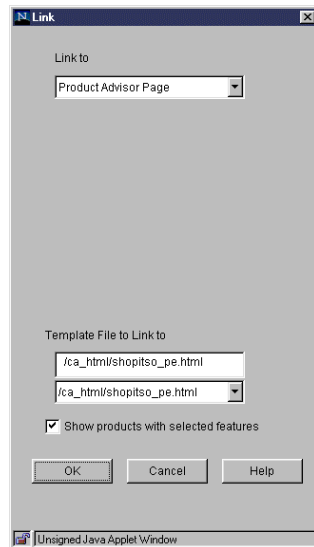 Link
Link to
Product Advisor Page
Template File to Link to
/ca_html/shopitso_pe.html
/ca_html/shopitso_pe.html
Show products with selected features
OK Cancel Help
Unsigned Java Applet Window